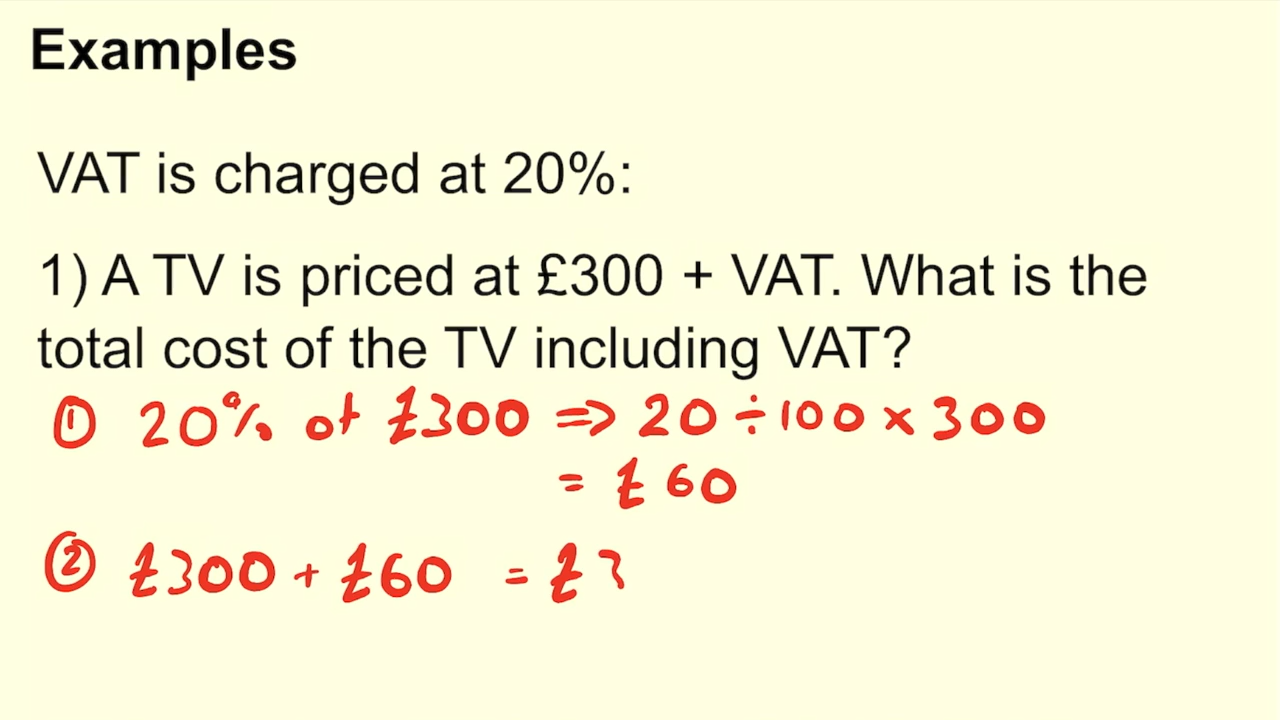 Examples
VAT is charged at 20%:
1) A TV is priced at £300 + VAT. What is the
total cost of the TV including VAT?
① 20% of £300 ⇒ 20 ÷ 100 × 300
= £60
② £300 + £60 = £3